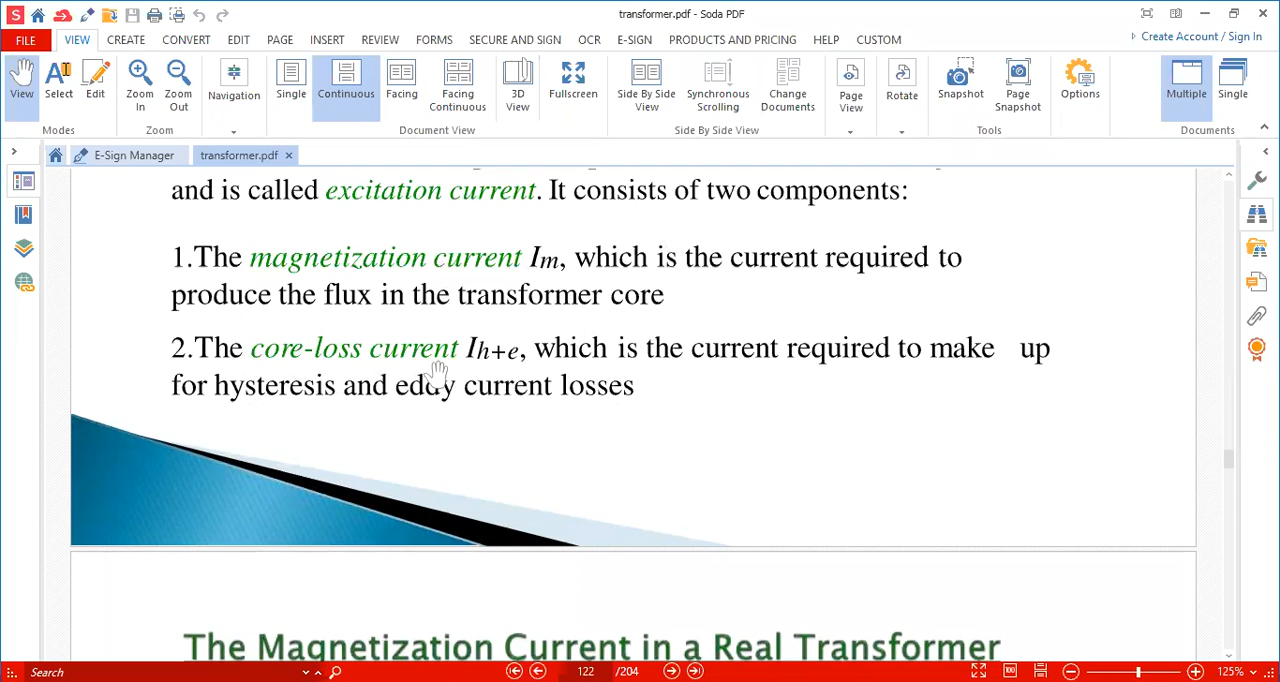 transformer.pdf - Soda PDF
FILE VIEW CREATE CONVERT EDIT PAGE INSERT REVIEW FORMS SECURE AND SIGN OCR E-SIGN PRODUCTS AND PRICING HELP CUSTOM Create Account / Sign In
View Select Edit Zoom In Zoom Out Navigation Single Continuous Facing Facing Continuous 3D View Fullscreen Side By Side View Synchronous Scrolling Change Documents Page View Rotate Snapshot Page Snapshot Options Multiple Single
Modes Zoom Document View Side By Side View Tools Documents
E-Sign Manager transformer.pdf
and is called excitation current. It consists of two components:
1.The magnetization current Im, which is the current required to
produce the flux in the transformer core
2.The core-loss current Ih+e, which is the current required to make up
for hysteresis and eddy current losses
The Magnetization Current in a Real Transformer
Search 122 /204 125%